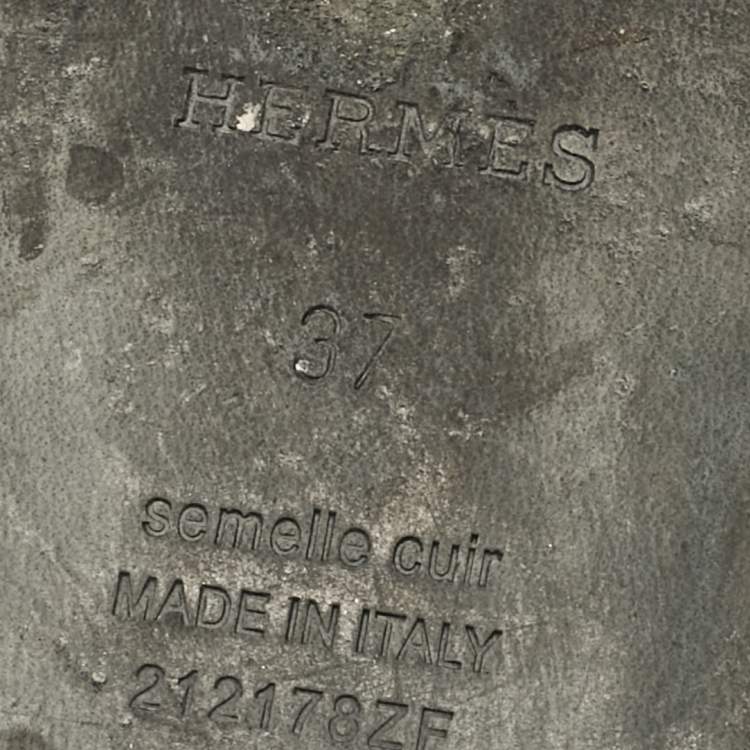 HERMES
37
semelle cuir
MADE IN ITALY
212178ZF